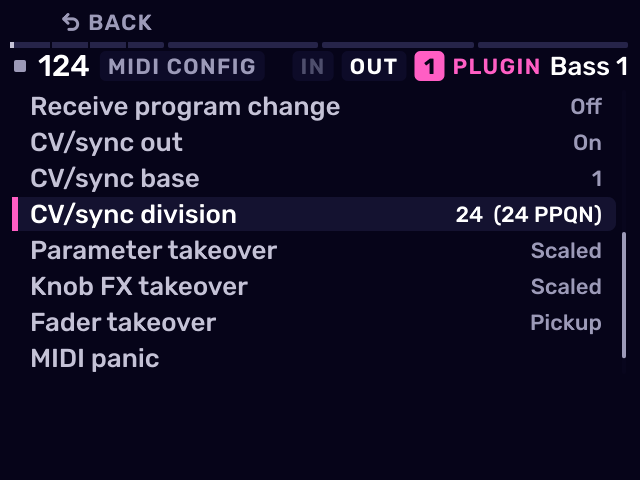 BACK
124 MIDI CONFIG IN OUT 1 PLUGIN Bass 1
Receive program change Off
CV/sync out On
CV/sync base 1
CV/sync division 24 (24 PPQN)
Parameter takeover Scaled
Knob FX takeover Scaled
Fader takeover Pickup
MIDI panic